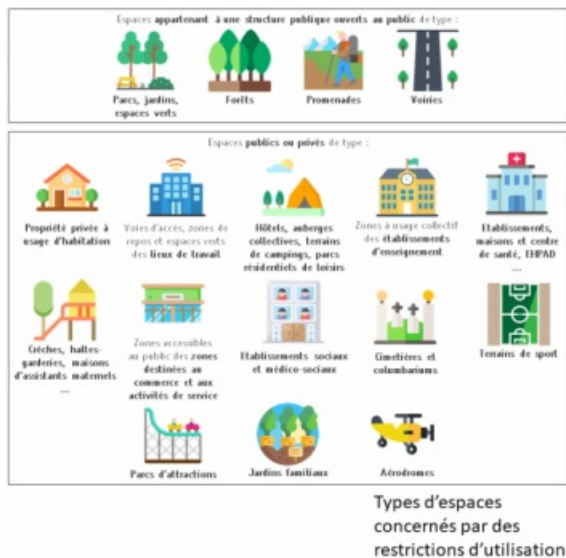 Espaces appartenant à une structure publique ouverts au public de type :
Parcs, jardins,
espaces verts
Forêts
Promenades
Voiries
Espaces publics ou privés de type :
Propriété privée à
usage d'habitation
Voies d'accès, zones de
repos et espaces verts
des lieux de travail
Hôtels, auberges
collectives, terrains
de campings, parcs
résidentiels de loisirs
Zones à usage collectif
des établissements
d'enseignement
Etablissements,
maisons et centre
de santé, EHPAD
...
Crèches, haltes-
garderies, maisons
d'assistants maternels
...
Zones accessibles
au public des zones
destinées au
commerce et aux
activités de service
Etablissements sociaux
et médico-sociaux
Cimetières et
columbariums
Terrains de sport
Parcs d'attractions
Jardins familiaux
Aérodromes
Types d'espaces
concernés par des
restrictions d'utilisation